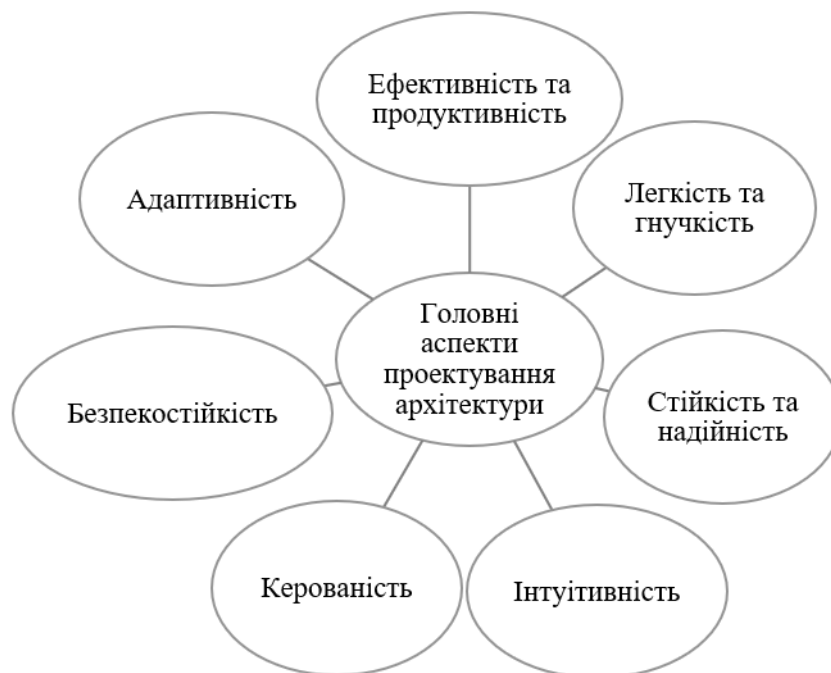 Ефективність та
продуктивність
Адаптивність
Легкість та
гнучкість
Головні
аспекти
проектування
архітектури
Безпекостійкість
Стійкість та
надійність
Керованість
Інтуітивність